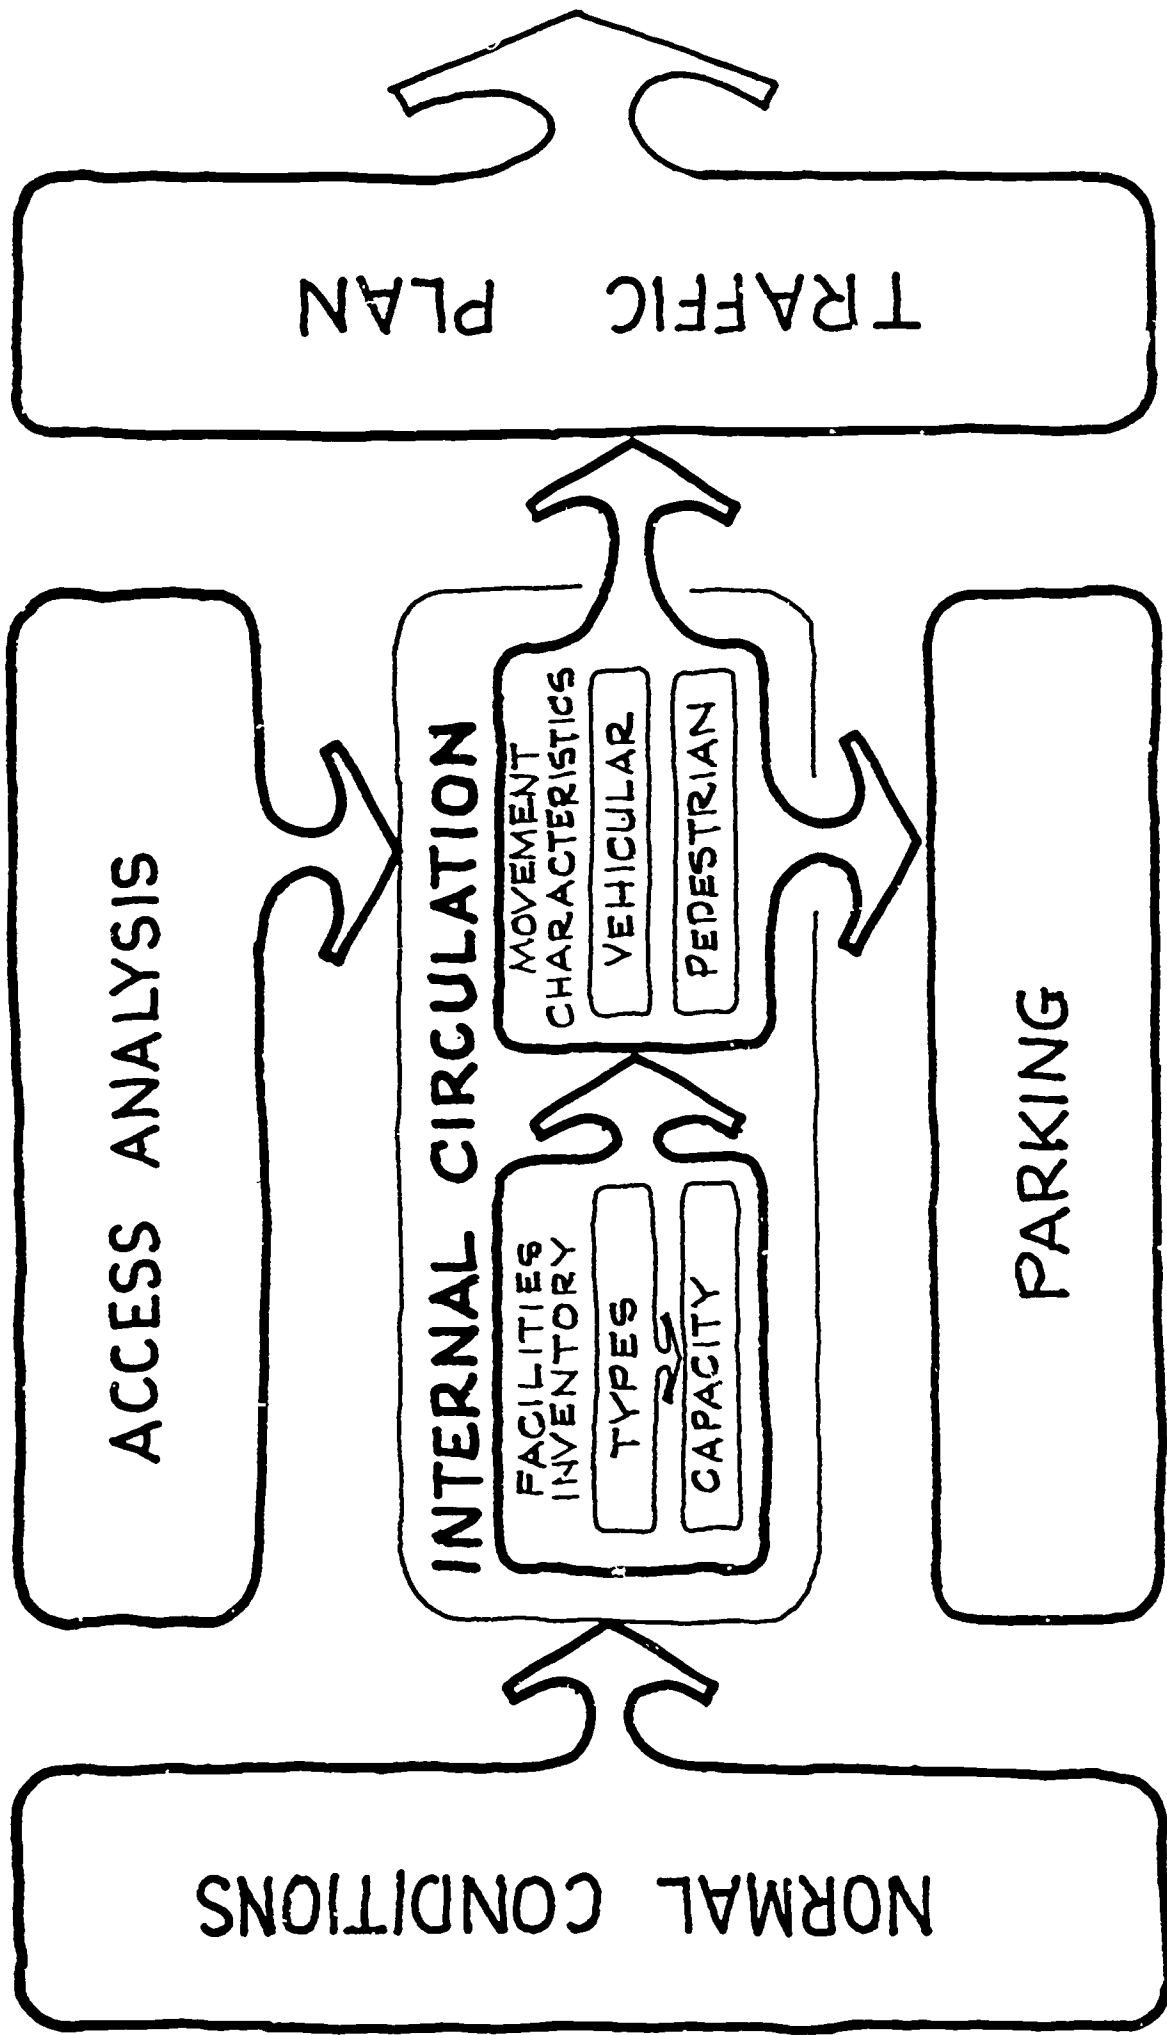 NORMAL CONDITIONS
ACCESS ANALYSIS
INTERNAL CIRCULATION
FACILITIES
INVENTORY
TYPES
CAPACITY
MOVEMENT
CHARACTERISTICS
VEHICULAR
PEDESTRIAN
PARKING
TRAFFIC PLAN